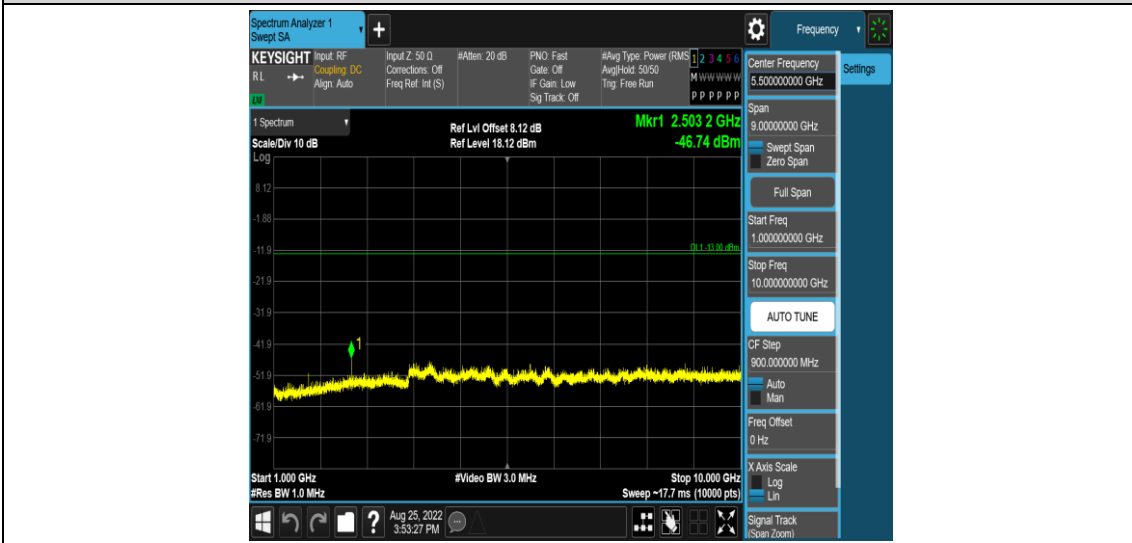 Spectrum Analyzer 1
Swept SA
+
Frequency
KEYSIGHT
RL
LXI
Input: RF
Coupling: DC
Align: Auto
Input Z: 50 Ω
Corrections: Off
Freq Ref: Int (S)
#Atten: 20 dB
PNO: Fast
Gate: Off
IF Gain: Low
Sig Track: Off
#Avg Type: Power (RMS
Avg|Hold: 50/50
Trig: Free Run
1 2 3 4 5 6
M W W W W W
P P P P P P
1 Spectrum
Scale/Div 10 dB
Log
Ref Lvl Offset 8.12 dB
Ref Level 18.12 dBm
Mkr1 2.503 2 GHz
-46.74 dBm
8.12
-1.88
-11.9
DL1 -13.00 dBm
-21.9
-31.9
-41.9
1
-51.9
-61.9
-71.9
Start 1.000 GHz
#Res BW 1.0 MHz
#Video BW 3.0 MHz
Stop 10.000 GHz
Sweep ~17.7 ms (10000 pts)
?
Aug 25, 2022
3:53:27 PM
Center Frequency
5.50000000 GHz
Settings
Span
9.00000000 GHz
Swept Span
Zero Span
Full Span
Start Freq
1.000000000 GHz
Stop Freq
10.000000000 GHz
AUTO TUNE
CF Step
900.000000 MHz
Auto
Man
Freq Offset
0 Hz
X Axis Scale
Log
Lin
Signal Track
(Span Zoom)